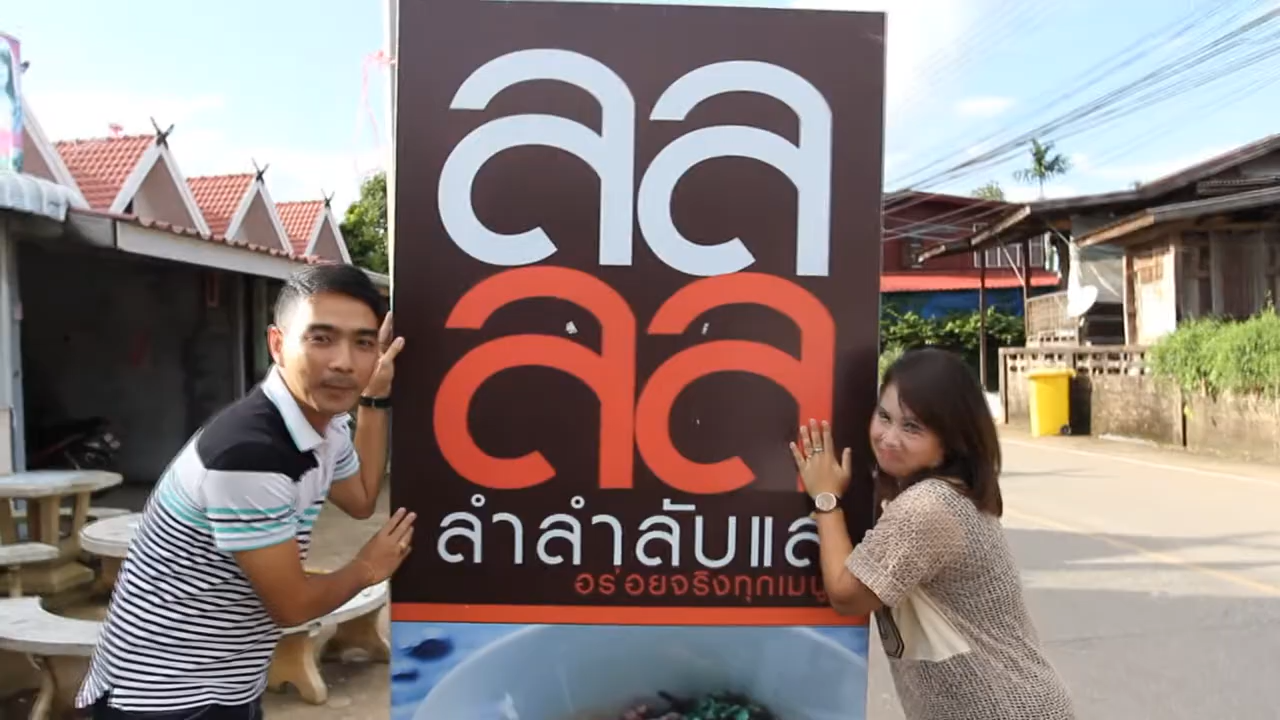 ลล
ลล
ลำลำลับแล
อร่อยจริงทุกเมนู